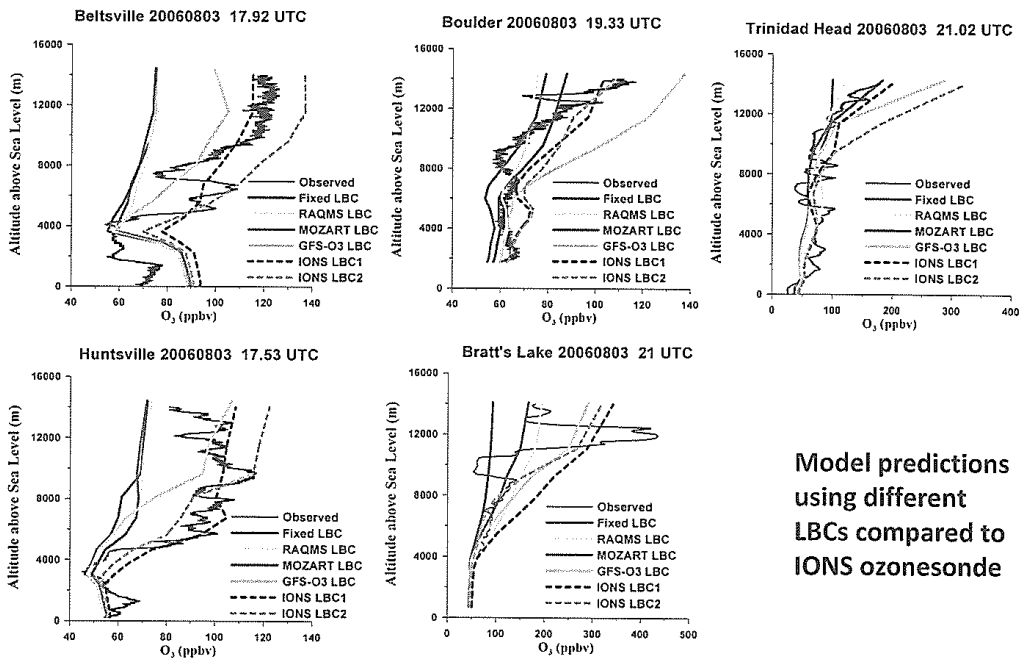 Beltsville 20060803 17.92 UTC
Altitude above Sea Level (m)
16000
12000
8000
4000
0
40 60 80 100 120 140
O3 (ppbv)
Observed
Fixed LBC
RAQMS LBC
MOZART LBC
GFS-O3 LBC
IONS LBC1
IONS LBC2
Boulder 20060803 19.33 UTC
Altitude above Sea Level (m)
16000
12000
8000
4000
0
40 60 80 100 120 140
O3 (ppbv)
Observed
Fixed LBC
RAQMS LBC
MOZART LBC
GFS-O3 LBC
IONS LBC1
IONS LBC2
Trinidad Head 20060803 21.02 UTC
Altitude above Sea Level (m)
16000
12000
8000
4000
0
0 100 200 300 400
O3 (ppbv)
Observed
Fixed LBC
RAQMS LBC
MOZART LBC
GFS-O3 LBC
IONS LBC1
IONS LBC2
Huntsville 20060803 17.53 UTC
Altitude above Sea Level (m)
16000
12000
8000
4000
0
40 60 80 100 120 140
O3 (ppbv)
Observed
Fixed LBC
RAQMS LBC
MOZART LBC
GFS-O3 LBC
IONS LBC1
IONS LBC2
Bratt's Lake 20060803 21 UTC
Altitude above Sea Level (m)
16000
12000
8000
4000
0
0 100 200 300 400 500
O3 (ppbv)
Observed
Fixed LBC
RAQMS LBC
MOZART LBC
GFS-O3 LBC
IONS LBC1
IONS LBC2
Model predictions
using different
LBCs compared to
IONS ozonesonde